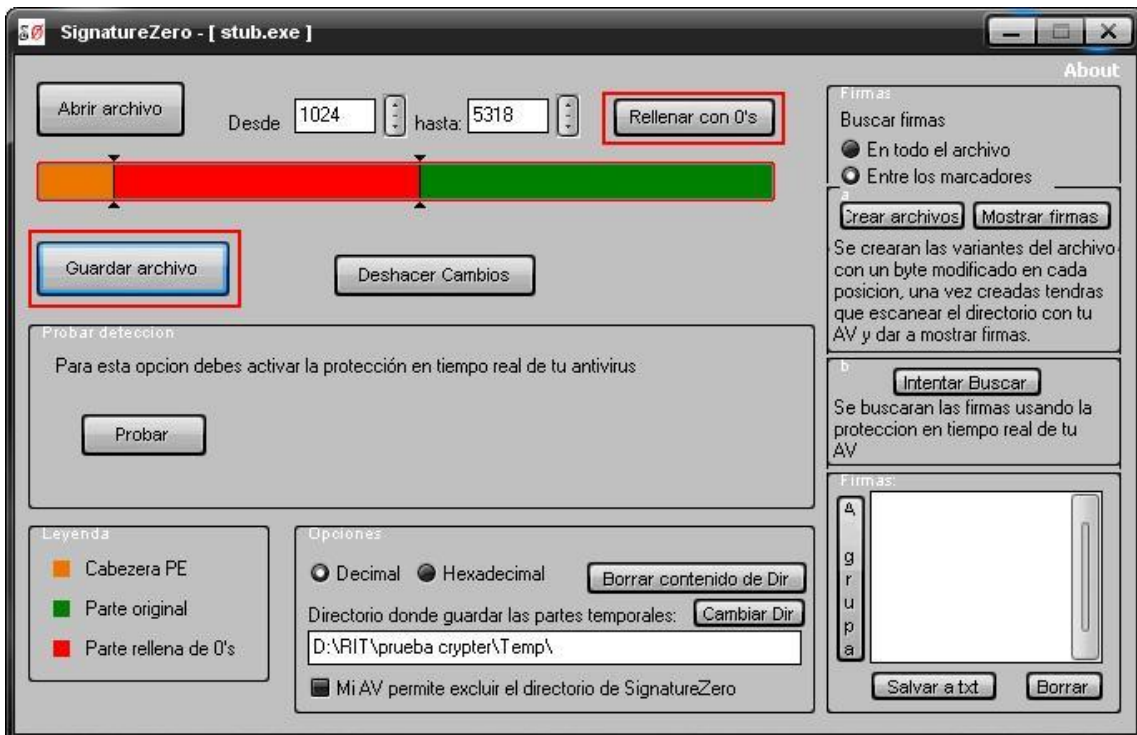 SignatureZero - [ stub.exe ]
About
Abrir archivo
Desde 1024 hasta: 5318
Rellenar con 0's
Guardar archivo
Deshacer Cambios
Probar deteccion
Para esta opcion debes activar la protección en tiempo real de tu antivirus
Probar
Leyenda
Cabezera PE
Parte original
Parte rellena de 0's
Opciones
Decimal Hexadecimal
Borrar contenido de Dir
Directorio donde guardar las partes temporales:
Cambiar Dir
D:\RIT\prueba crypter\Temp\
Mi AV permite excluir el directorio de SignatureZero
Firmas
Buscar firmas
En todo el archivo
Entre los marcadores
a
Crear archivos Mostrar firmas
Se crearan las variantes del archivo
con un byte modificado en cada
posicion, una vez creadas tendras
que escanear el directorio con tu
AV y dar a mostrar firmas.
b
Intentar Buscar
Se buscaran las firmas usando la
proteccion en tiempo real de tu
AV
Firmas:
A
g
r
u
p
a
Salvar a txt Borrar